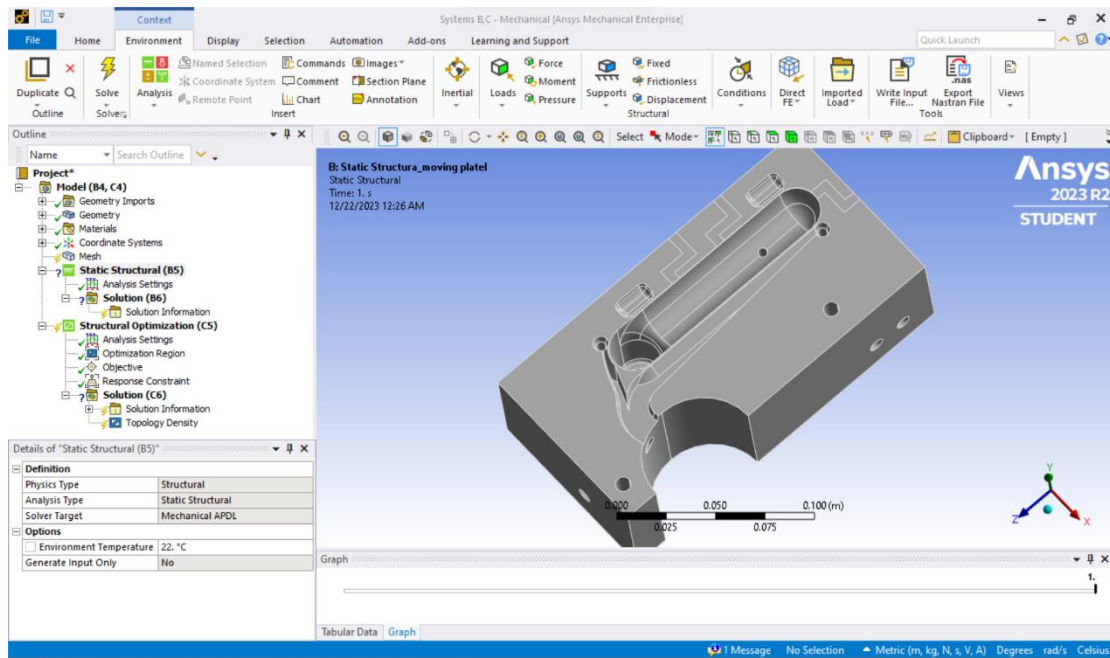 Context
Systems B,C - Mechanical [Ansys Mechanical Enterprise]
File Home Environment Display Selection Automation Add-ons Learning and Support Quick Launch
Duplicate
Outline
Solve
Solvers
Analysis
Named Selection
Coordinate System
Remote Point
Commands
Comment
Chart
Images
Section Plane
Annotation
Insert
Inertial
Loads
Force
Moment
Pressure
Supports
Fixed
Frictionless
Displacement
Conditions
Direct FE
Imported Load
Structural
Write Input File...
.nas
Export Nastran File
Tools
Views
Outline
Name Search Outline
Select Mode Clipboard [Empty]
Project*
Model (B4, C4)
Geometry Imports
Geometry
Materials
Coordinate Systems
Mesh
Static Structural (B5)
Analysis Settings
Solution (B6)
Solution Information
Structural Optimization (C5)
Analysis Settings
Optimization Region
Objective
Response Constraint
Solution (C6)
Solution Information
Topology Density
Details of "Static Structural (B5)"
Definition
Physics Type Structural
Analysis Type Static Structural
Solver Target Mechanical APDL
Options
Environment Temperature 22. °C
Generate Input Only No
B: Static Structura_moving platel
Static Structural
Time: 1. s
12/22/2023 12:26 AM
Ansys
2023 R2
STUDENT
0.000 0.050 0.100 (m)
0.025 0.075
Y
Z X
Graph
1.
Tabular Data Graph
1 Message No Selection Metric (m, kg, N, s, V, A) Degrees rad/s Celsius